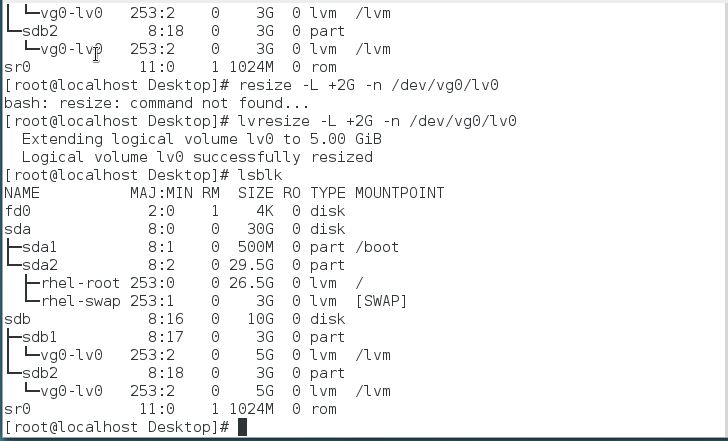 │ └─vg0-lv0   253:2    0    3G  0 lvm  /lvm
└─sdb2          8:18   0    3G  0 part
  └─vg0-lv0   253:2    0    3G  0 lvm  /lvm
sr0            11:0    1 1024M  0 rom
[root@localhost Desktop]# resize -L +2G -n /dev/vg0/lv0
bash: resize: command not found...
[root@localhost Desktop]# lvresize -L +2G -n /dev/vg0/lv0
  Extending logical volume lv0 to 5.00 GiB
  Logical volume lv0 successfully resized
[root@localhost Desktop]# lsblk
NAME          MAJ:MIN RM  SIZE RO TYPE MOUNTPOINT
fd0             2:0    1    4K  0 disk
sda             8:0    0   30G  0 disk
├─sda1          8:1    0  500M  0 part /boot
└─sda2          8:2    0 29.5G  0 part
  ├─rhel-root 253:0    0 26.5G  0 lvm  /
  └─rhel-swap 253:1    0    3G  0 lvm  [SWAP]
sdb             8:16   0   10G  0 disk
├─sdb1          8:17   0    3G  0 part
│ └─vg0-lv0   253:2    0    5G  0 lvm  /lvm
└─sdb2          8:18   0    3G  0 part
  └─vg0-lv0   253:2    0    5G  0 lvm  /lvm
sr0            11:0    1 1024M  0 rom
[root@localhost Desktop]#